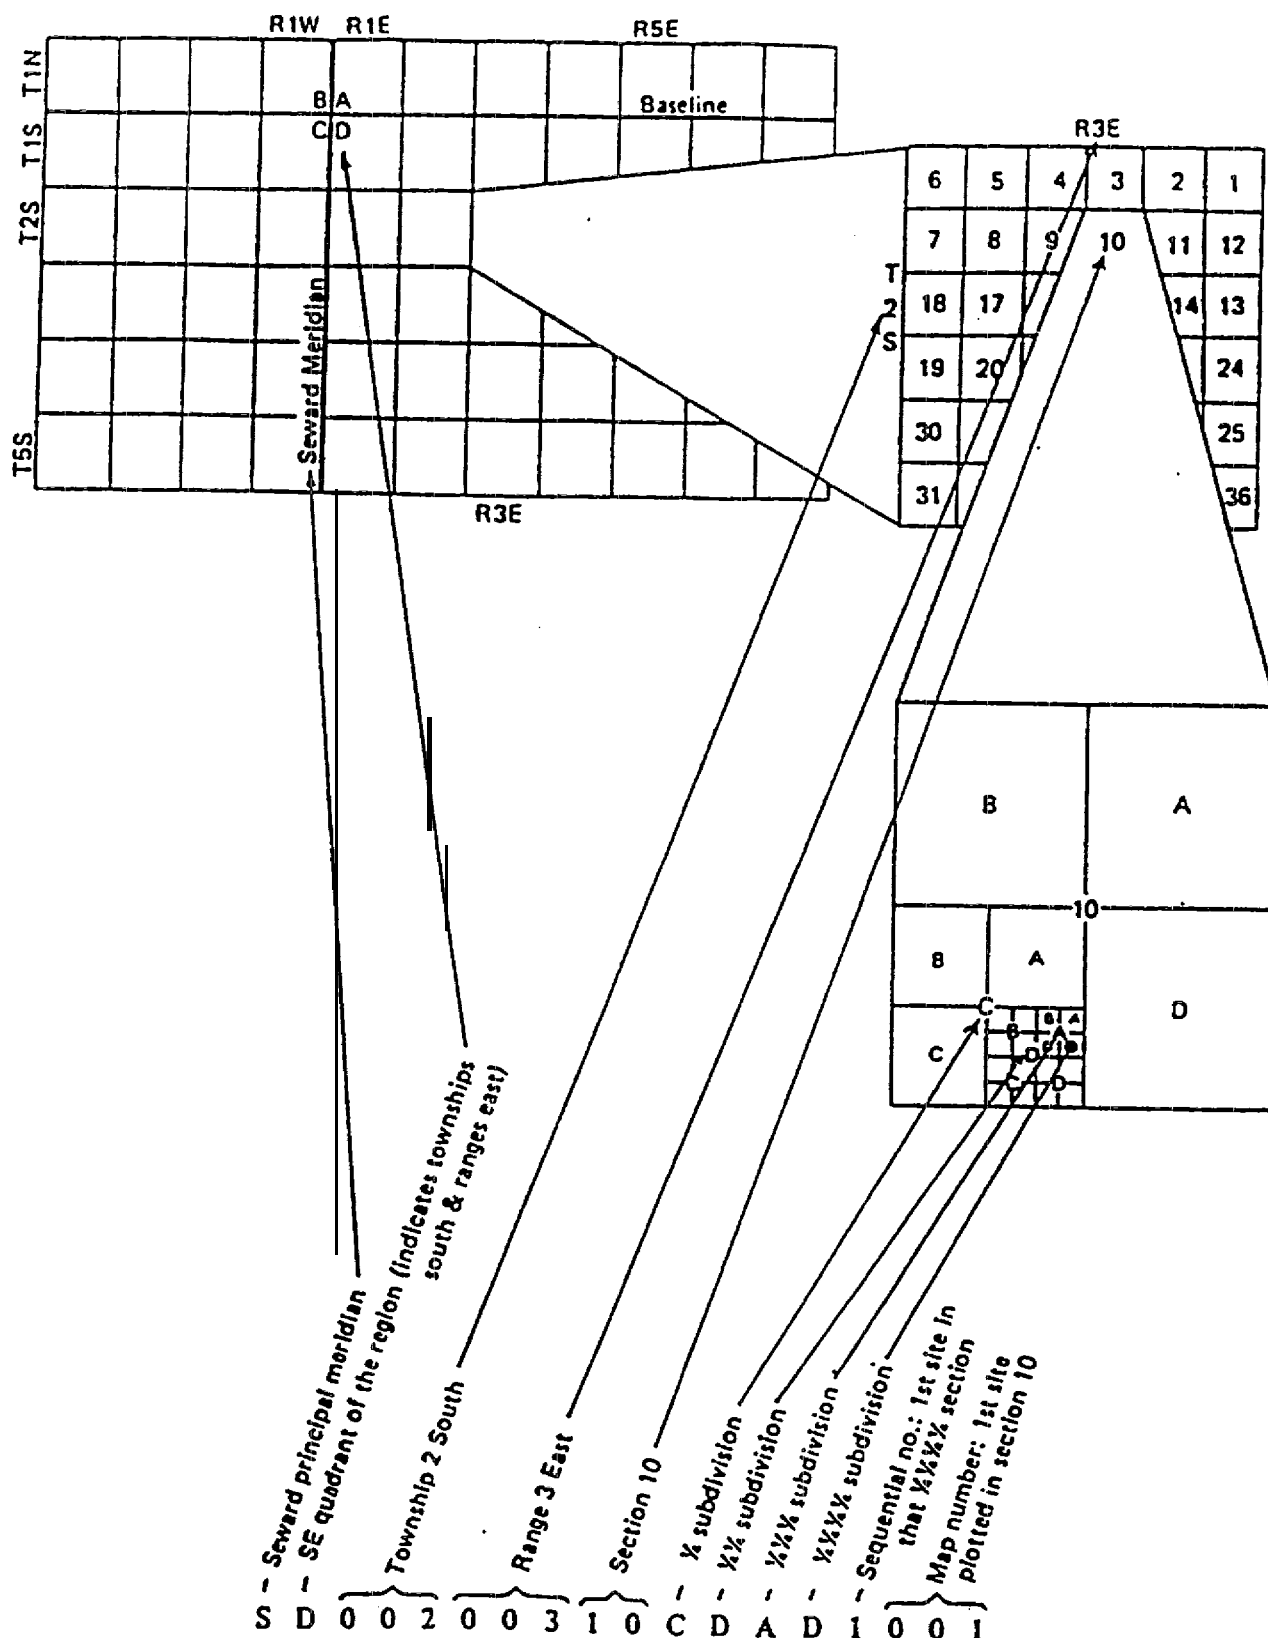 R1W R1E R5E
T1N
B A
Baseline
T1S
C D
R3E
T2S
6 5 4 3 2 1
7 8 9 10 11 12
T
2
S
18 17 14 13
19 20 24
30 25
31 36
Seward Meridian
T5S
R3E
B A
10
B A
C
D
B A
B A
C D
D
C
C D
Seward principal meridian
SE quadrant of the region (indicates townships
south & ranges east)
Township 2 South
Range 3 East
Section 10
¼ subdivision
¼¼ subdivision
¼¼¼ subdivision
¼¼¼¼ subdivision
Sequential no.: 1st site in
that ¼¼¼¼ section
Map number: 1st site
plotted in section 10
S D 0 0 2 0 0 3 1 0 C D A D 1 0 0 1